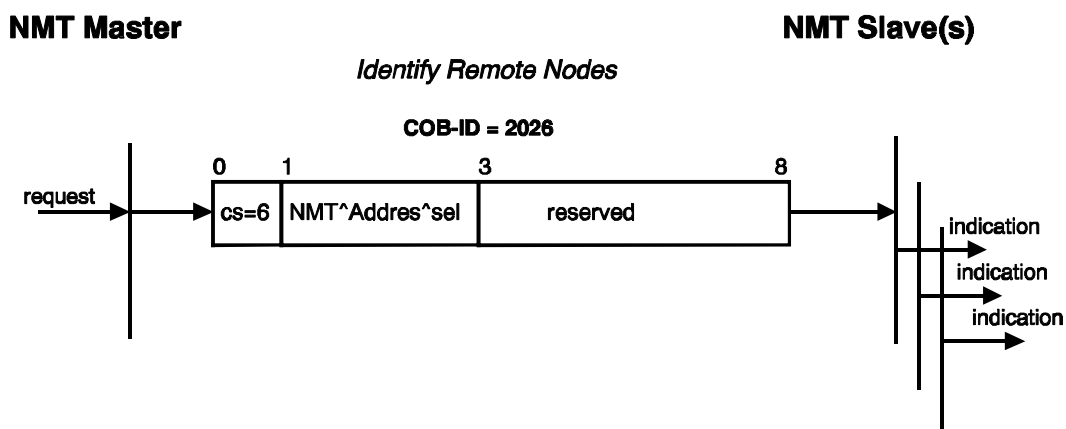 NMT Master
NMT Slave(s)
Identify Remote Nodes
COB-ID = 2026
0 1 3 8
request
cs=6 NMT^Addres^sel reserved
indication
indication
indication